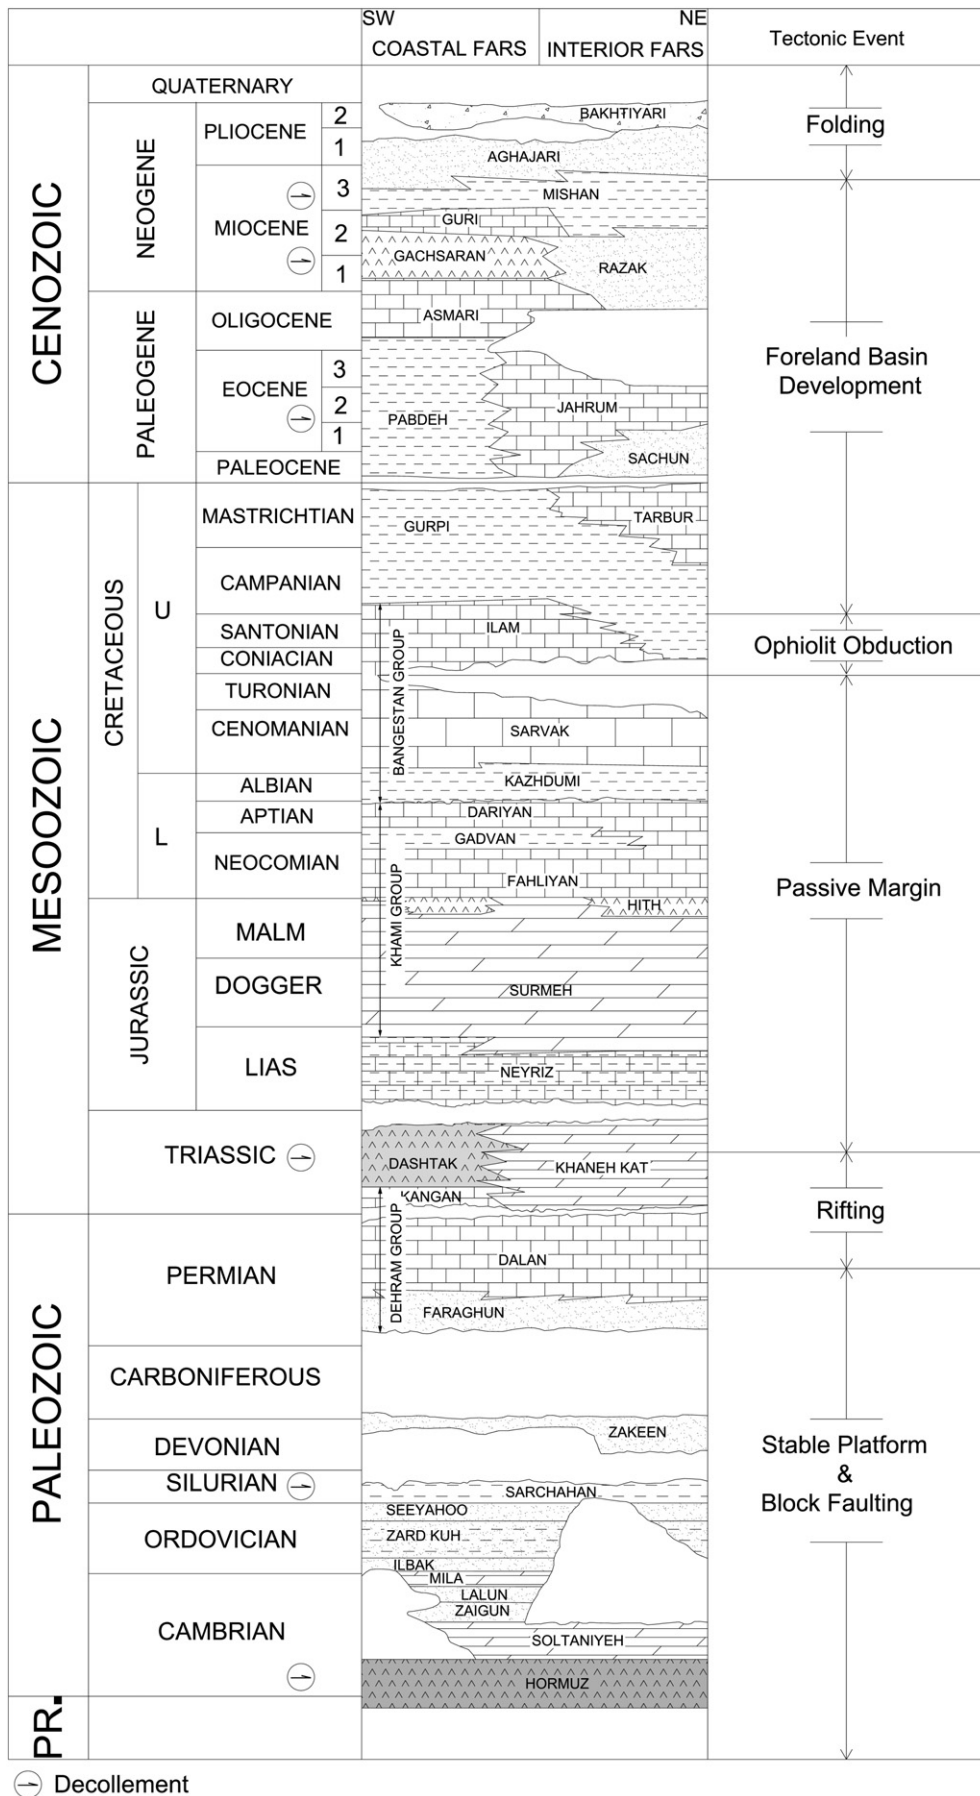 SW NE
COASTAL FARS INTERIOR FARS Tectonic Event
CENOZOIC
NEOGENE
PALEOGENE
QUATERNARY
PLIOCENE
2
1
MIOCENE
3
2
1
OLIGOCENE
EOCENE
3
2
1
PALEOCENE
BAKHTIYARI
AGHAJARI
MISHAN
GURI
GACHSARAN
RAZAK
ASMARI
JAHRUM
PABDEH
SACHUN
Folding
Foreland Basin
Development
MESOOZOIC
CRETACEOUS
U
L
JURASSIC
MASTRICHTIAN
CAMPANIAN
SANTONIAN
CONIACIAN
TURONIAN
CENOMANIAN
ALBIAN
APTIAN
NEOCOMIAN
MALM
DOGGER
LIAS
TRIASSIC
GURPI
TARBUR
ILAM
BANGESTAN GROUP
SARVAK
KAZHDUMI
DARIYAN
GADVAN
FAHLIYAN
HITH
KHAMI GROUP
SURMEH
NEYRIZ
DASHTAK
KHANEH KAT
KANGAN
Ophiolit Obduction
Passive Margin
Rifting
PALEOZOIC
PERMIAN
CARBONIFEROUS
DEVONIAN
SILURIAN
ORDOVICIAN
CAMBRIAN
DEHRAM GROUP
DALAN
FARAGHUN
ZAKEEN
SARCHAHAN
SEEYAHOO
ZARD KUH
ILBAK
MILA
LALUN
ZAIGUN
SOLTANIYEH
HORMUZ
Stable Platform
&
Block Faulting
PR.
Decollement